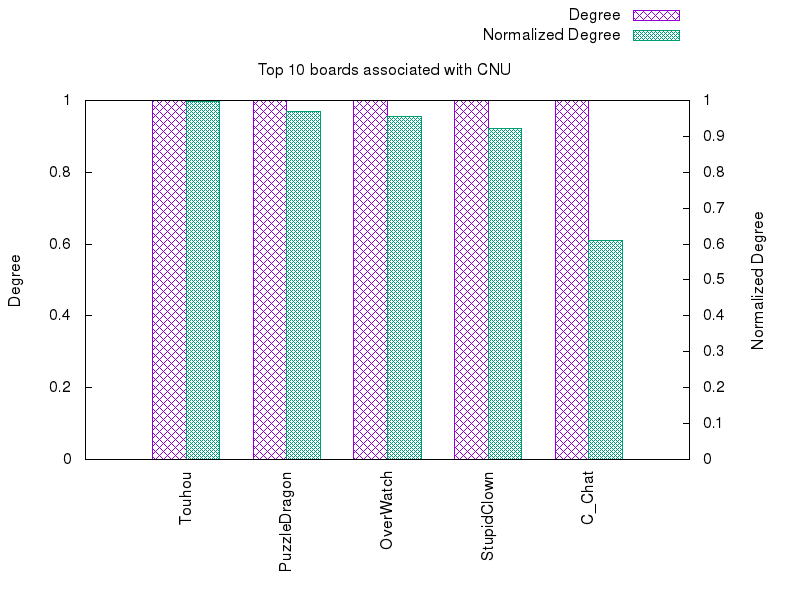 Degree
Normalized Degree
Top 10 boards associated with CNU
1
0.8
0.6
0.4
0.2
0
Degree
1
0.9
0.8
0.7
0.6
0.5
0.4
0.3
0.2
0.1
0
Normalized Degree
Touhou
PuzzleDragon
OverWatch
StupidClown
C_Chat